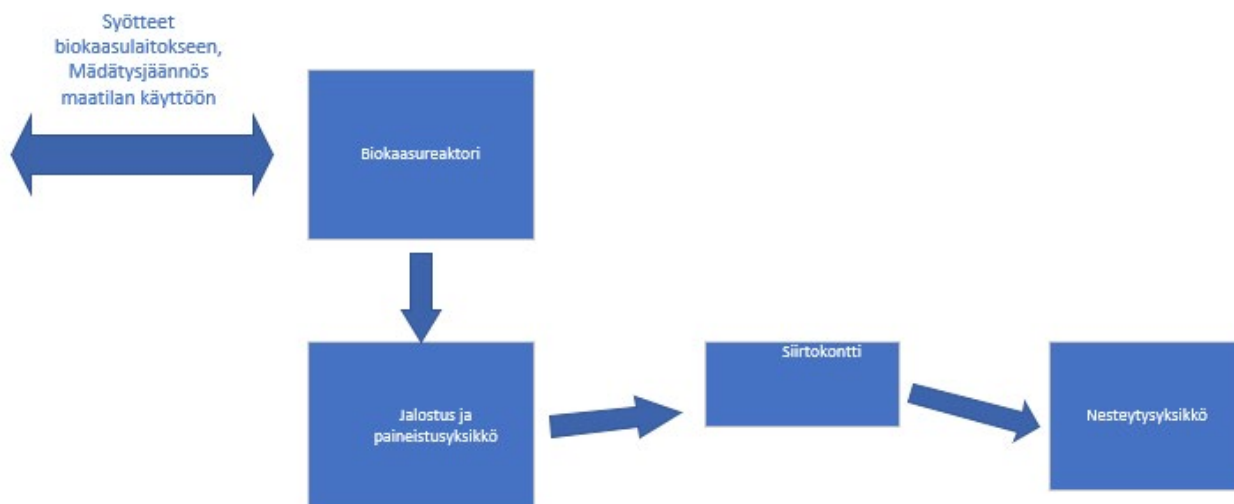 Syötteet
biokaasulaitokseen,
Mädätysjäännös
maatilan käyttöön
Biokaasureaktori
Jalostus ja
paineistusyksikkö
Siirtokontti
Nesteytysyksikkö